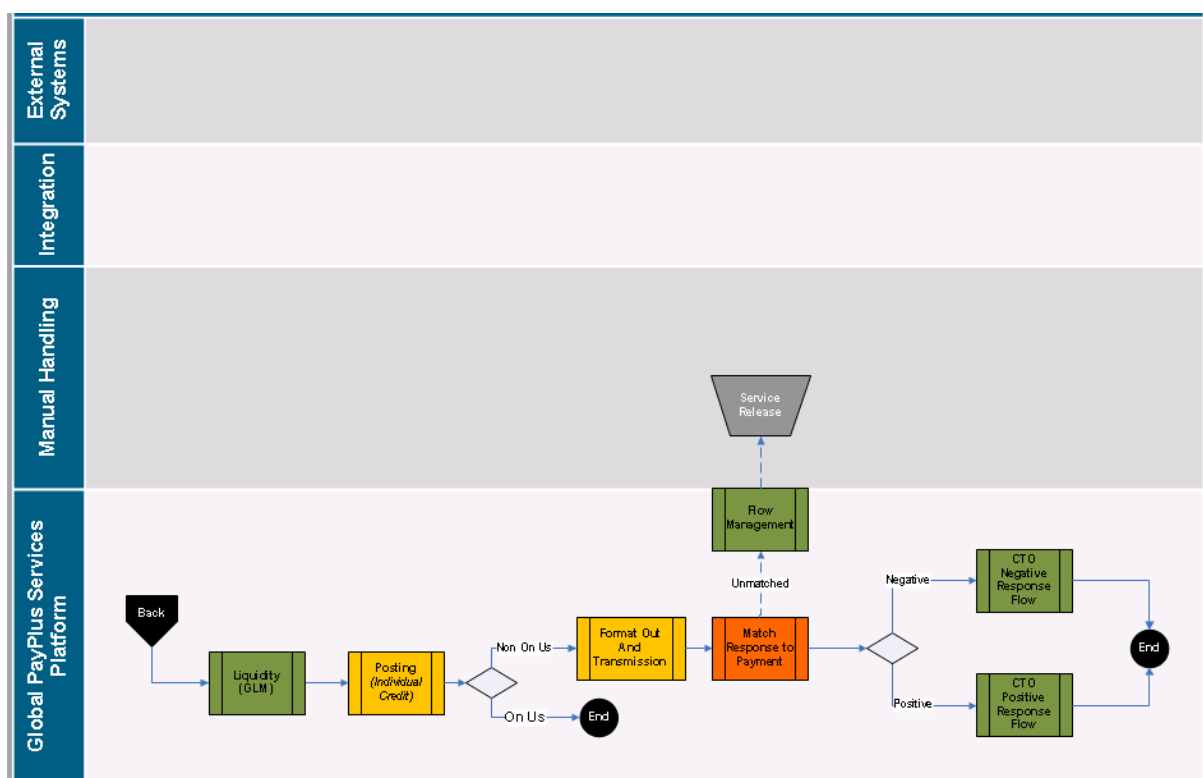 External
Systems
Integration
Manual Handling
Service
Release
Global PayPlus Services
Platform
Flow
Management
Unmatched
Back
Liquidity
(GLM)
Posting
(Individual
Credit)
Non On Us
On Us
End
Format Out
And
Transmission
Match
Response to
Payment
Negative
Positive
CTO
Negative
Response
Flow
CTO
Positive
Response
Flow
End